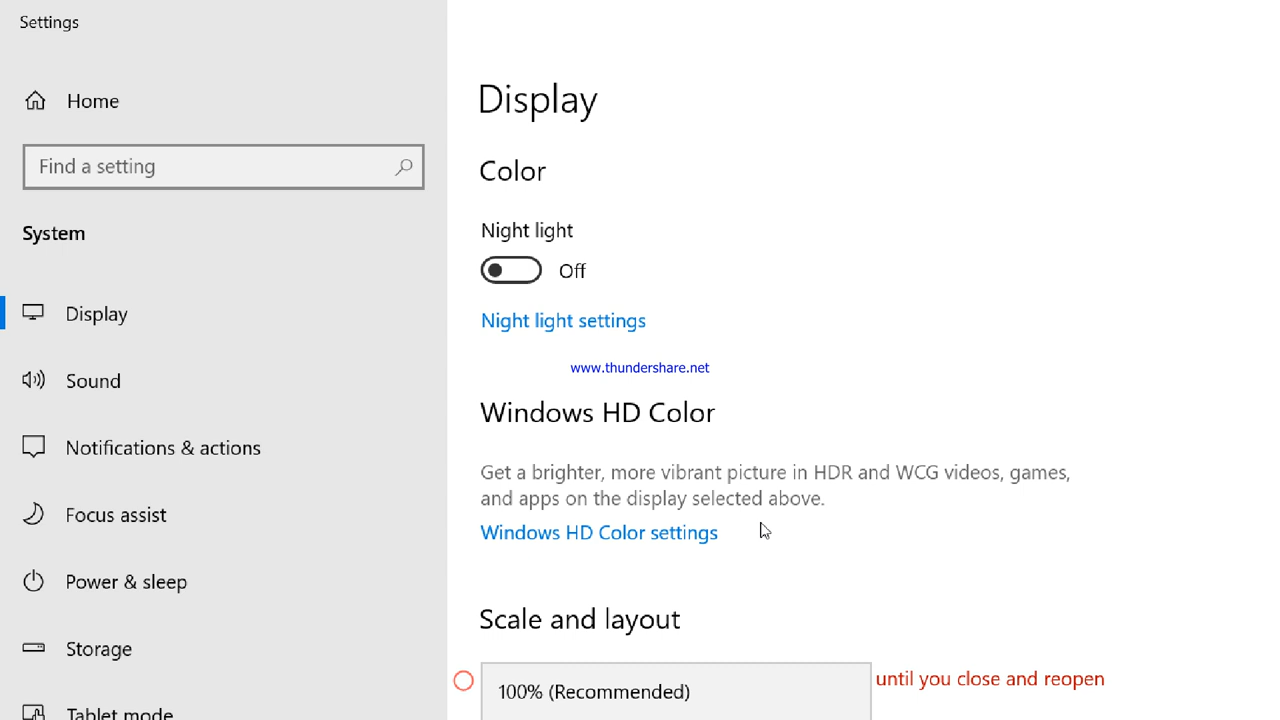 Settings
Home
Find a setting
System
Display
Sound
Notifications & actions
Focus assist
Power & sleep
Storage
Tablet mode
Display
Color
Night light
Off
Night light settings
www.thundershare.net
Windows HD Color
Get a brighter, more vibrant picture in HDR and WCG videos, games,
and apps on the display selected above.
Windows HD Color settings
Scale and layout
100% (Recommended)
until you close and reopen